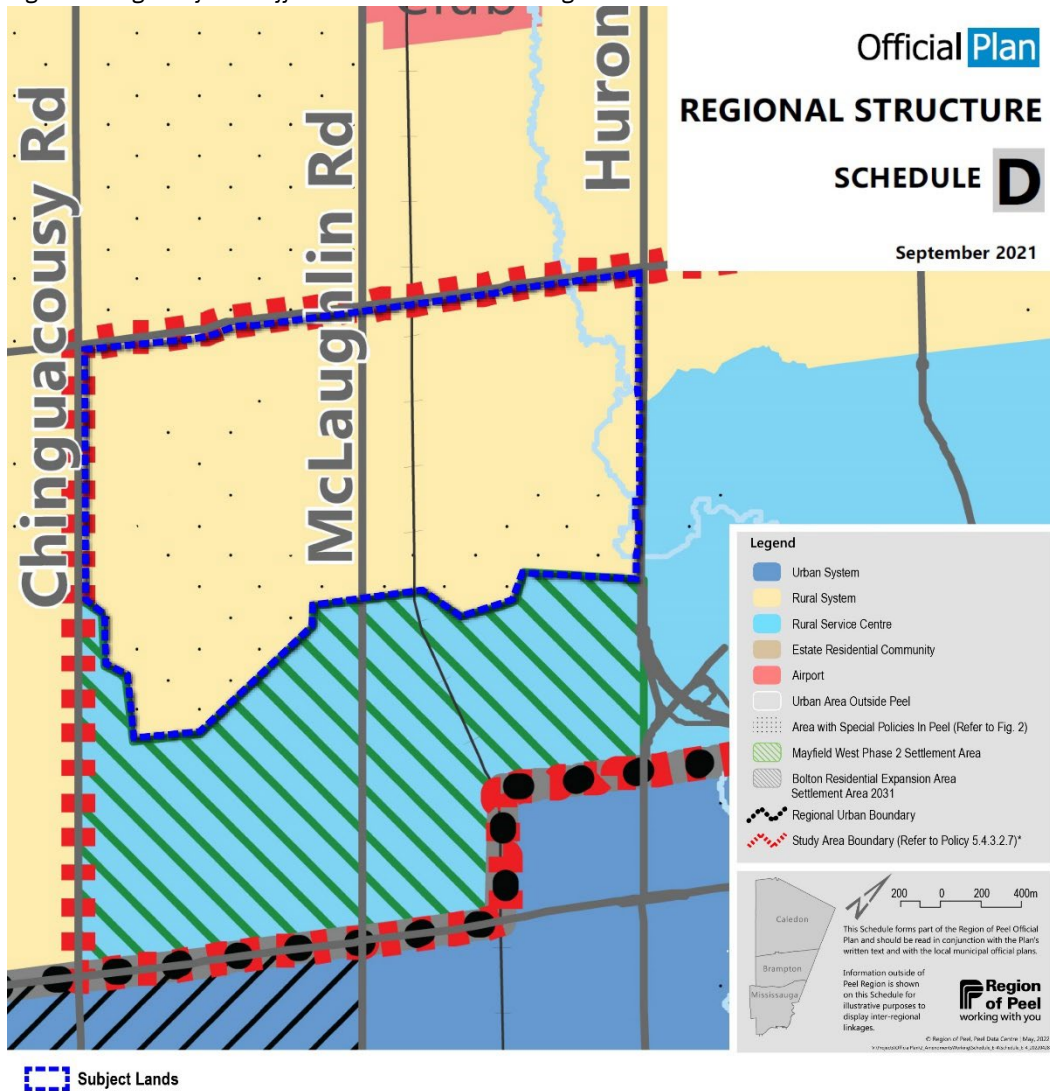 Club
Huron
Chinguacousy Rd
McLaughlin Rd
Official Plan
REGIONAL STRUCTURE
SCHEDULE D
September 2021
Legend
Urban System
Rural System
Rural Service Centre
Estate Residential Community
Airport
Urban Area Outside Peel
Area with Special Policies In Peel (Refer to Fig. 2)
Mayfield West Phase 2 Settlement Area
Bolton Residential Expansion Area
Settlement Area 2031
Regional Urban Boundary
Study Area Boundary (Refer to Policy 5.4.3.2.7)*
Caledon
Brampton
Mississauga
200 0 200 400m
This Schedule forms part of the Region of Peel Official
Plan and should be read in conjunction with the Plan's
written text and with the local municipal official plans.
Information outside of
Peel Region is shown
on this Schedule for
illustrative purposes to
display inter-regional
linkages.
Region
of Peel
working with you
© Region of Peel, Peel Data Centre | May, 2022
Subject Lands